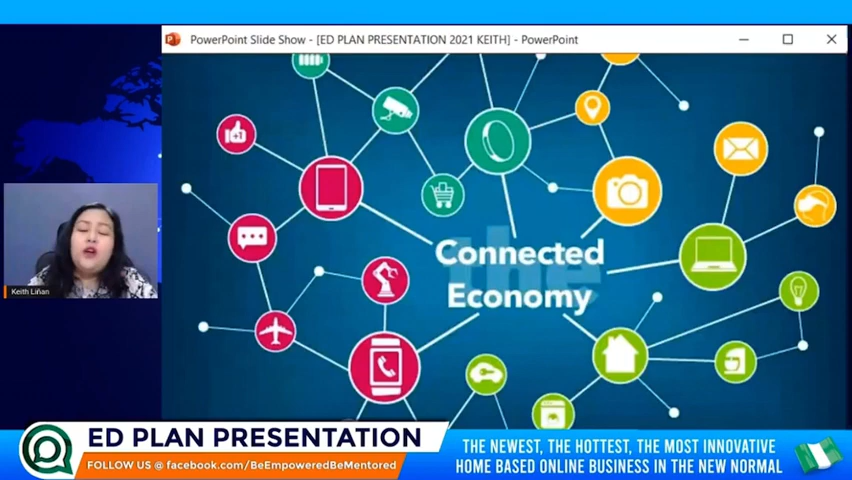 PowerPoint Slide Show - [ED PLAN PRESENTATION 2021 KEITH] - PowerPoint
the
Connected
Economy
Keith Liñan
ED PLAN PRESENTATION
FOLLOW US @ facebook.com/BeEmpoweredBeMentored
THE NEWEST, THE HOTTEST, THE MOST INNOVATIVE
HOME BASED ONLINE BUSINESS IN THE NEW NORMAL